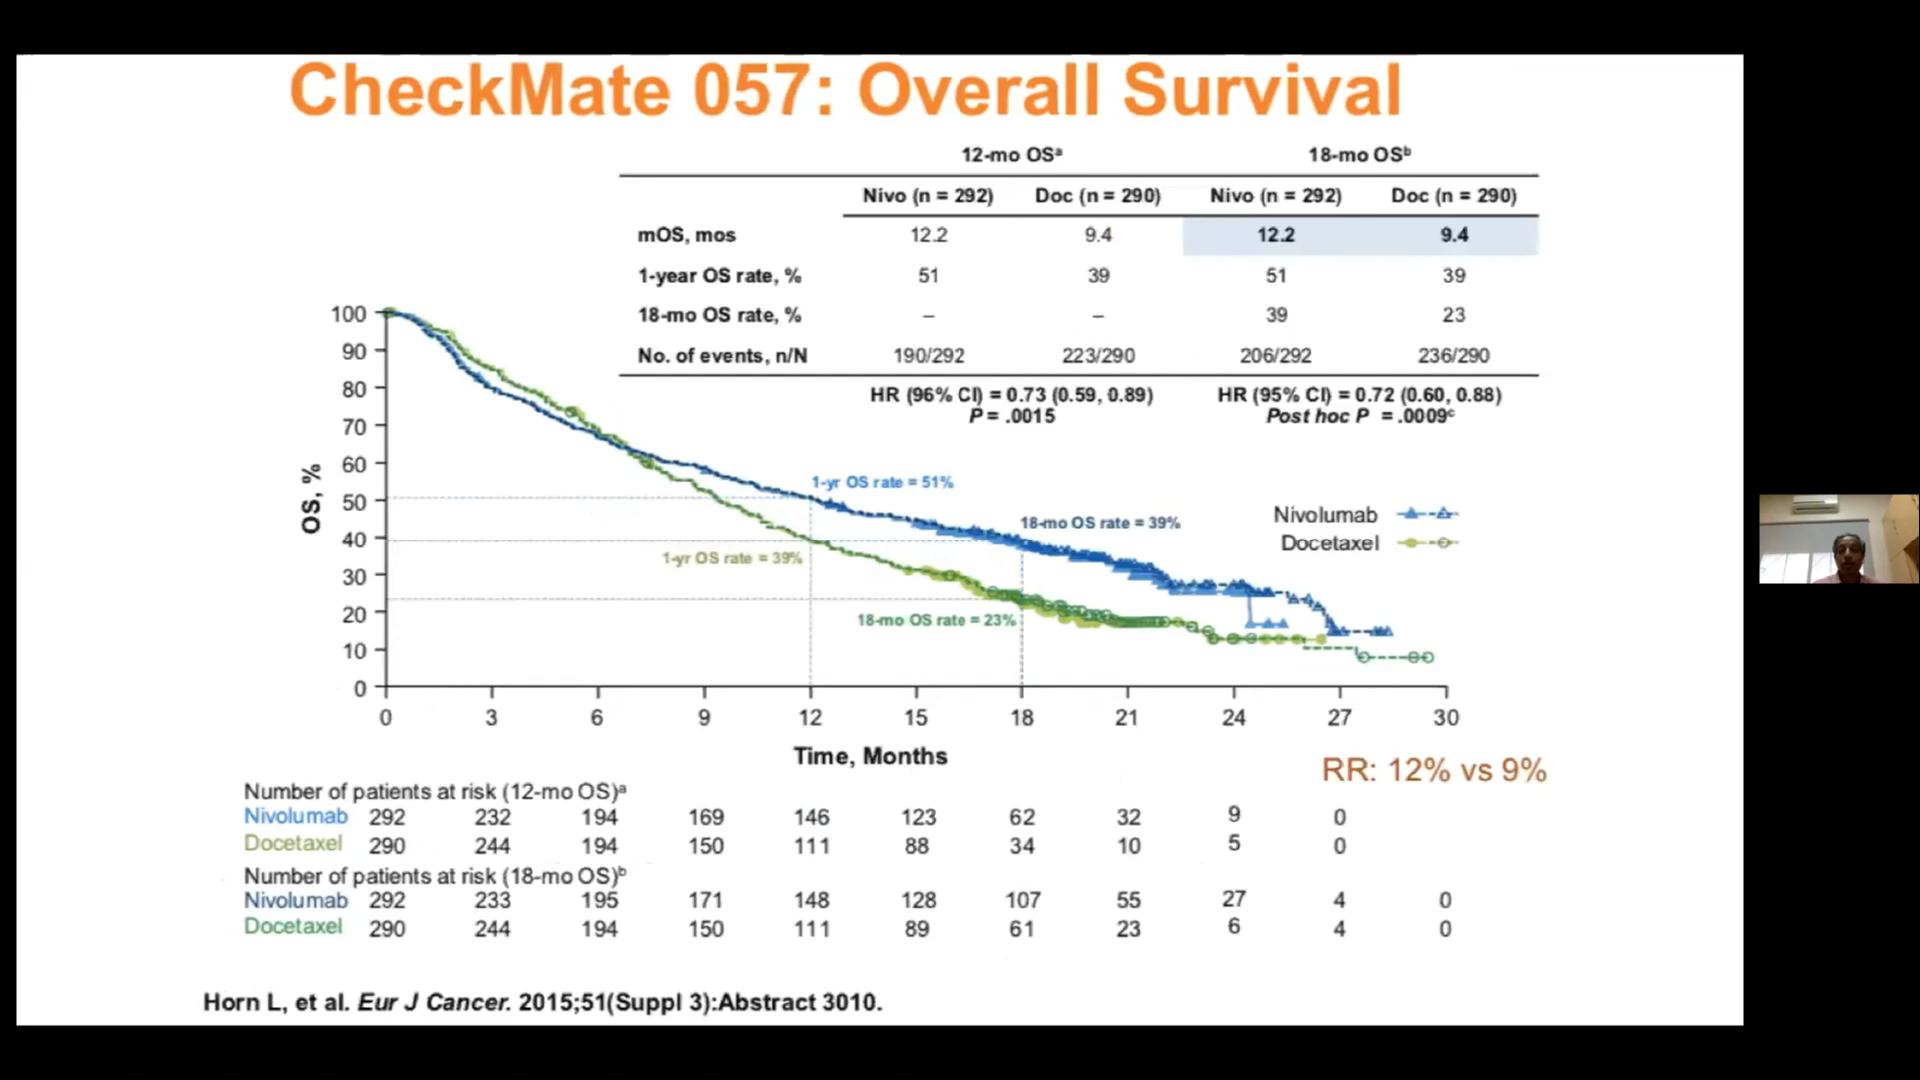 CheckMate 057: Overall Survival
12-mo OSᵃ 18-mo OSᵇ
Nivo (n = 292) Doc (n = 290) Nivo (n = 292) Doc (n = 290)
mOS, mos 12.2 9.4 12.2 9.4
1-year OS rate, % 51 39 51 39
18-mo OS rate, % – – 39 23
No. of events, n/N 190/292 223/290 206/292 236/290
HR (96% CI) = 0.73 (0.59, 0.89) HR (95% CI) = 0.72 (0.60, 0.88)
P = .0015 Post hoc P = .0009ᶜ
100
90
80
70
60
50
40
30
20
10
0
OS, %
1-yr OS rate = 51%
18-mo OS rate = 39%
1-yr OS rate = 39%
18-mo OS rate = 23%
Nivolumab
Docetaxel
0 3 6 9 12 15 18 21 24 27 30
Time, Months
RR: 12% vs 9%
Number of patients at risk (12-mo OS)ᵃ
Nivolumab 292 232 194 169 146 123 62 32 9 0
Docetaxel 290 244 194 150 111 88 34 10 5 0
Number of patients at risk (18-mo OS)ᵇ
Nivolumab 292 233 195 171 148 128 107 55 27 4 0
Docetaxel 290 244 194 150 111 89 61 23 6 4 0
Horn L, et al. Eur J Cancer. 2015;51(Suppl 3):Abstract 3010.